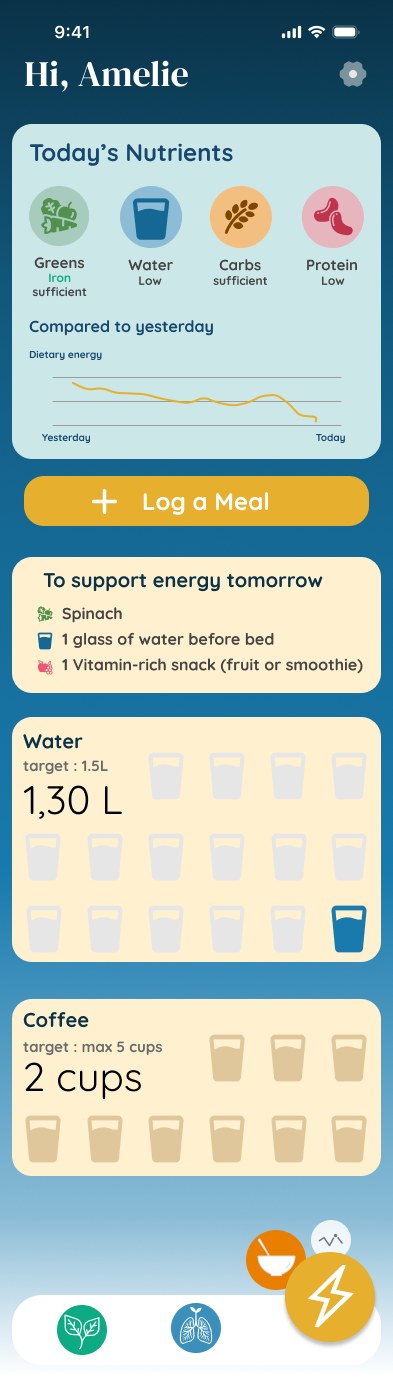 9:41
Hi, Amelie
Today’s Nutrients
Greens
Iron
sufficient
Water
Low
Carbs
sufficient
Protein
Low
Compared to yesterday
Dietary energy
Yesterday
Today
Log a Meal
To support energy tomorrow
Spinach
1 glass of water before bed
1 Vitamin-rich snack (fruit or smoothie)
Water
target : 1.5L
1,30 L
Coffee
target : max 5 cups
2 cups